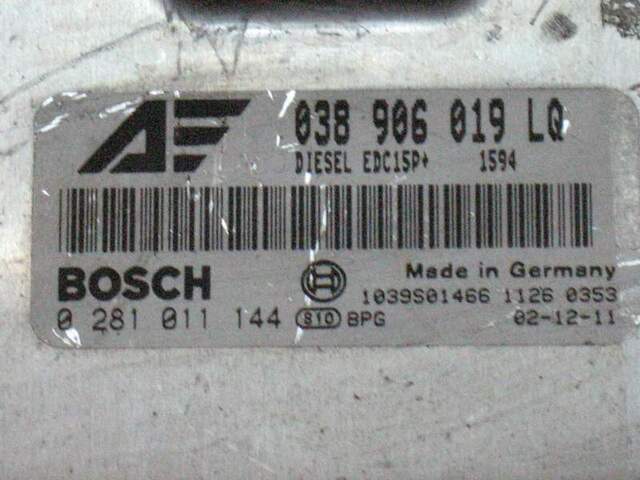 038 906 019 LQ
DIESEL EDC15P+ 1594
BOSCH
Made in Germany
1039S01466 1126 0353
0 281 011 144 S10 BPG 02-12-11